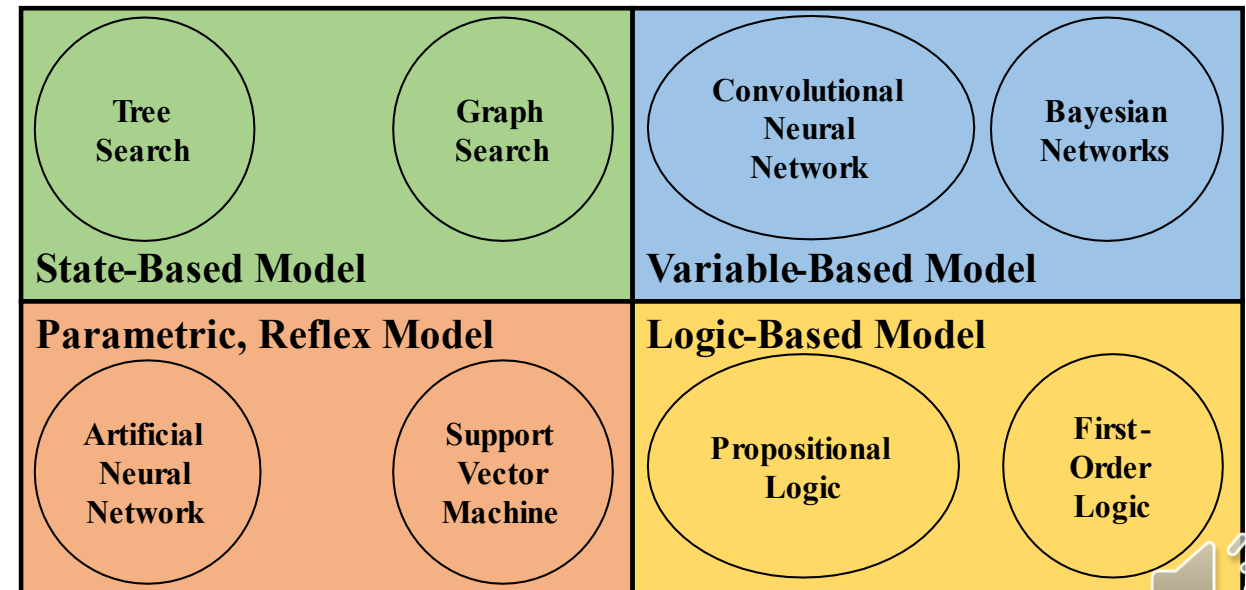 Tree
Search
Graph
Search
Convolutional
Neural
Network
Bayesian
Networks
State-Based Model
Variable-Based Model
Parametric, Reflex Model
Logic-Based Model
Artificial
Neural
Network
Support
Vector
Machine
Propositional
Logic
First-
Order
Logic